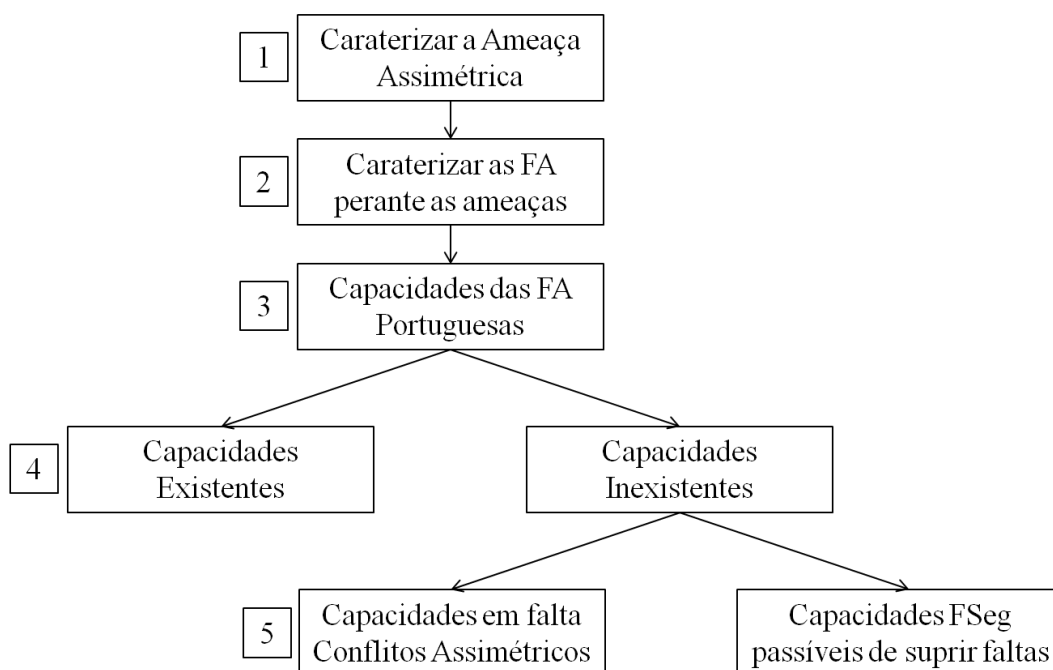 1
Caraterizar a Ameaça
Assimétrica
2
Caraterizar as FA
perante as ameaças
3
Capacidades das FA
Portuguesas
4
Capacidades
Existentes
Capacidades
Inexistentes
5
Capacidades em falta
Conflitos Assimétricos
Capacidades FSeg
passíveis de suprir faltas